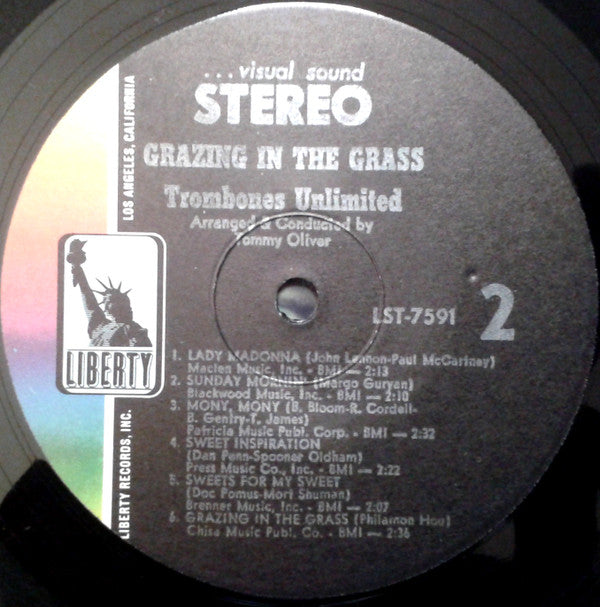 ...visual sound
STEREO
GRAZING IN THE GRASS
Trombones Unlimited
Arranged & Conducted by
Tommy Oliver
LST-7591
2
1. LADY MADONNA (John Lennon-Paul McCartney)
Maclen Music, Inc. - BMI — 2:13
2. SUNDAY MORNIN' (Margo Guryan)
Blackwood Music, Inc. - BMI — 2:10
3. MONY, MONY (B. Bloom-R. Cordell-
B. Gentry-T. James)
Patricia Music Publ. Corp. - BMI — 2:32
4. SWEET INSPIRATION
(Dan Penn-Spooner Oldham)
Press Music Co., Inc. - BMI — 2:22
5. SWEETS FOR MY SWEET
(Doc Pomus-Mort Shuman)
Brenner Music, Inc. - BMI — 2:07
6. GRAZING IN THE GRASS (Philamon Hou)
Chisa Music Publ. Co. - BMI — 2:36
LIBERTY
LIBERTY RECORDS, INC.
LOS ANGELES, CALIFORNIA